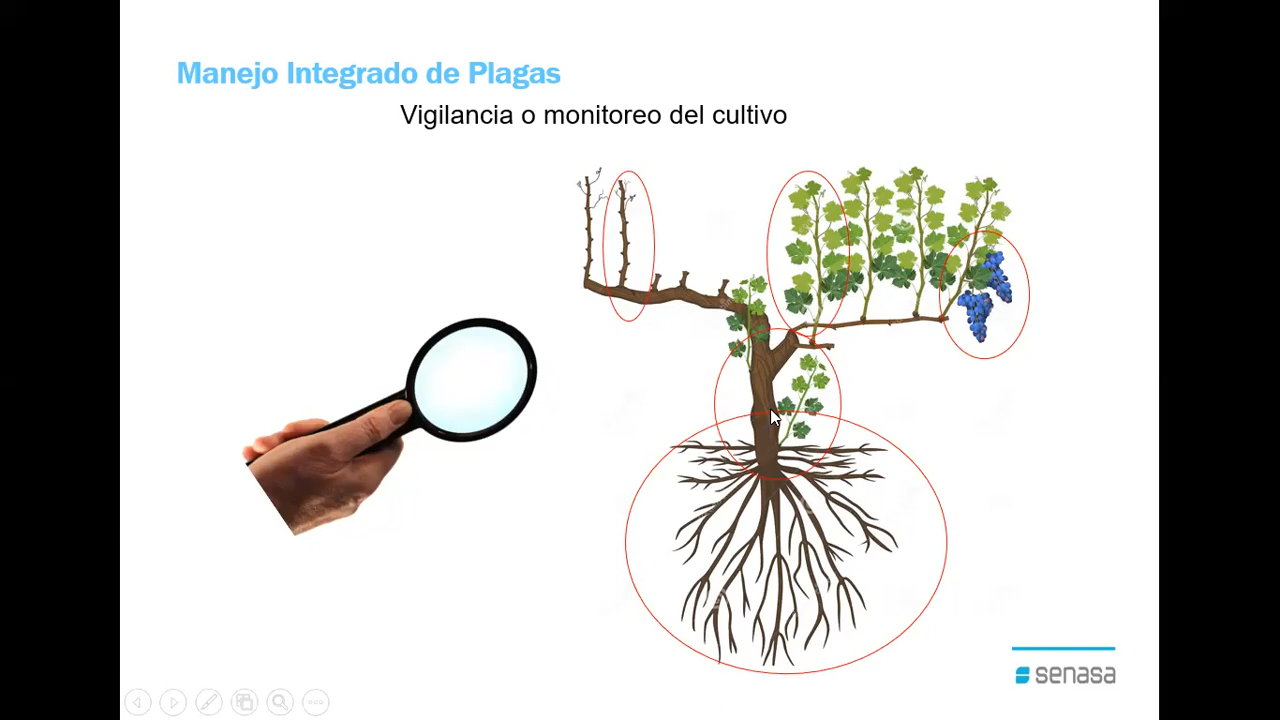 Manejo Integrado de Plagas
Vigilancia o monitoreo del cultivo
senasa